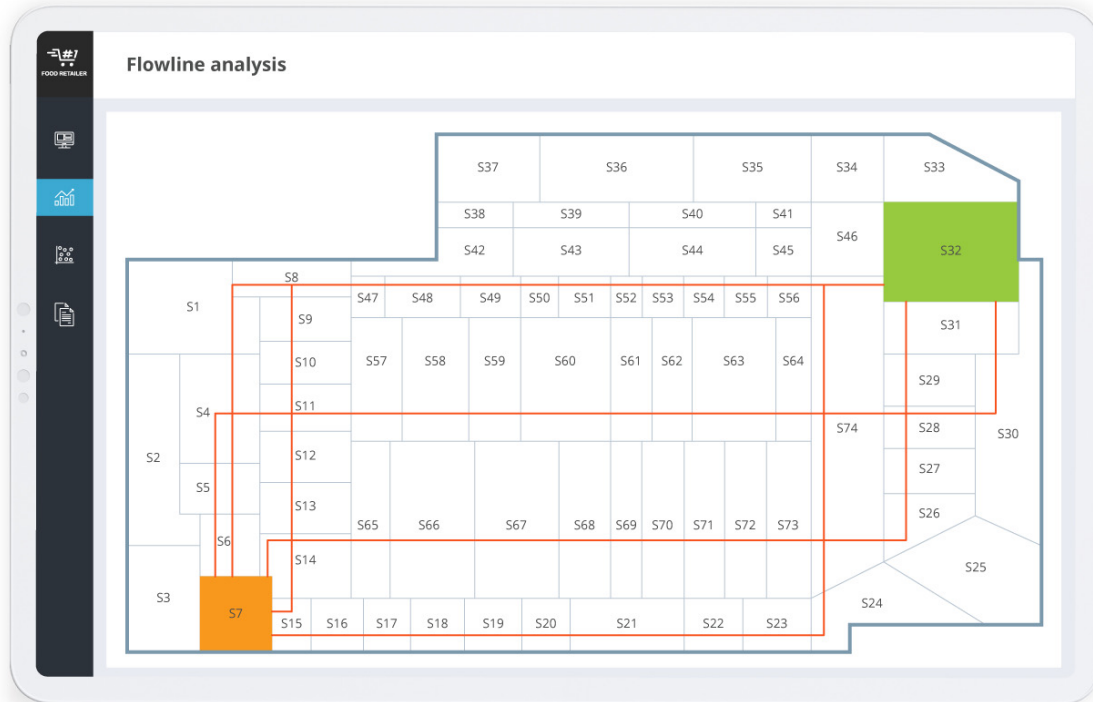 #1
FOOD RETAILER
Flowline analysis
S37 S36 S35 S34 S33
S38 S39 S40 S41
S46
S42 S43 S44 S45 S32
S8
S1 S47 S48 S49 S50 S51 S52 S53 S54 S55 S56
S9 S31
S10 S57 S58 S59 S60 S61 S62 S63 S64
S29
S4 S11
S74 S28 S30
S2 S12
S5 S27
S13
S65 S66 S67 S68 S69 S70 S71 S72 S73 S26
S6
S14 S25
S3 S24
S7 S15 S16 S17 S18 S19 S20 S21 S22 S23